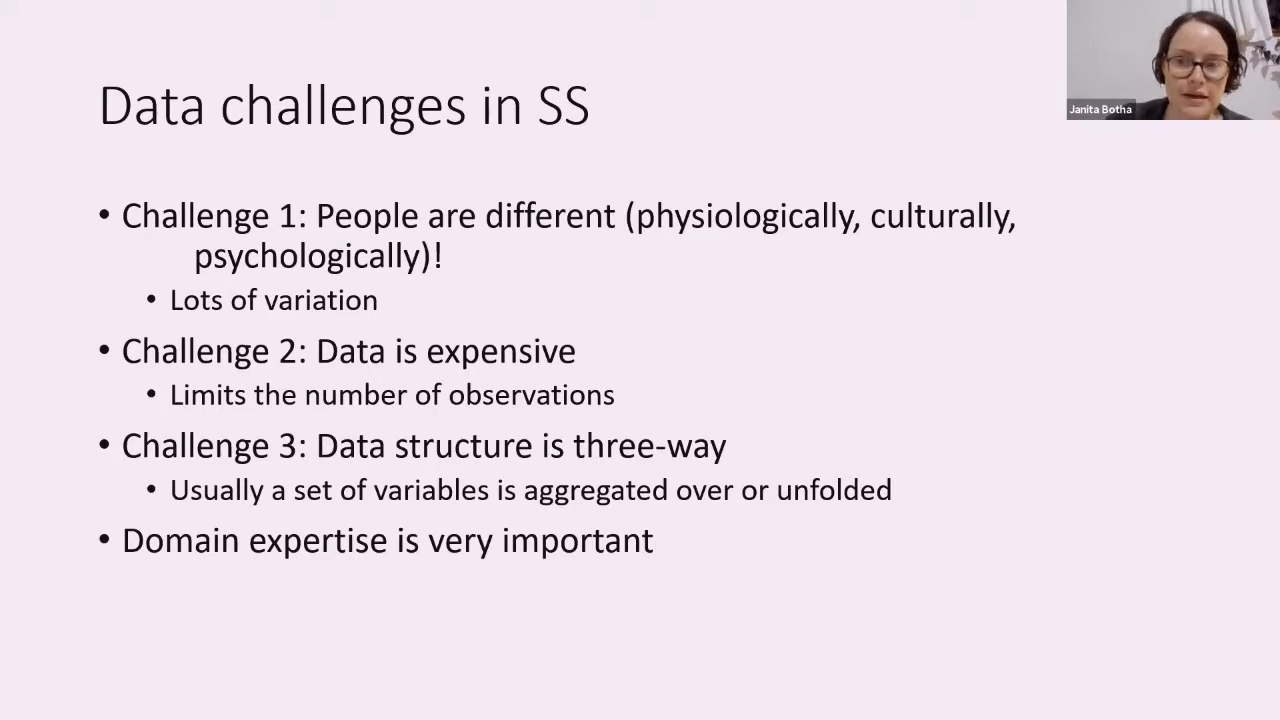 Data challenges in SS
Janita Botha
• Challenge 1: People are different (physiologically, culturally,
psychologically)!
• Lots of variation
• Challenge 2: Data is expensive
• Limits the number of observations
• Challenge 3: Data structure is three-way
• Usually a set of variables is aggregated over or unfolded
• Domain expertise is very important